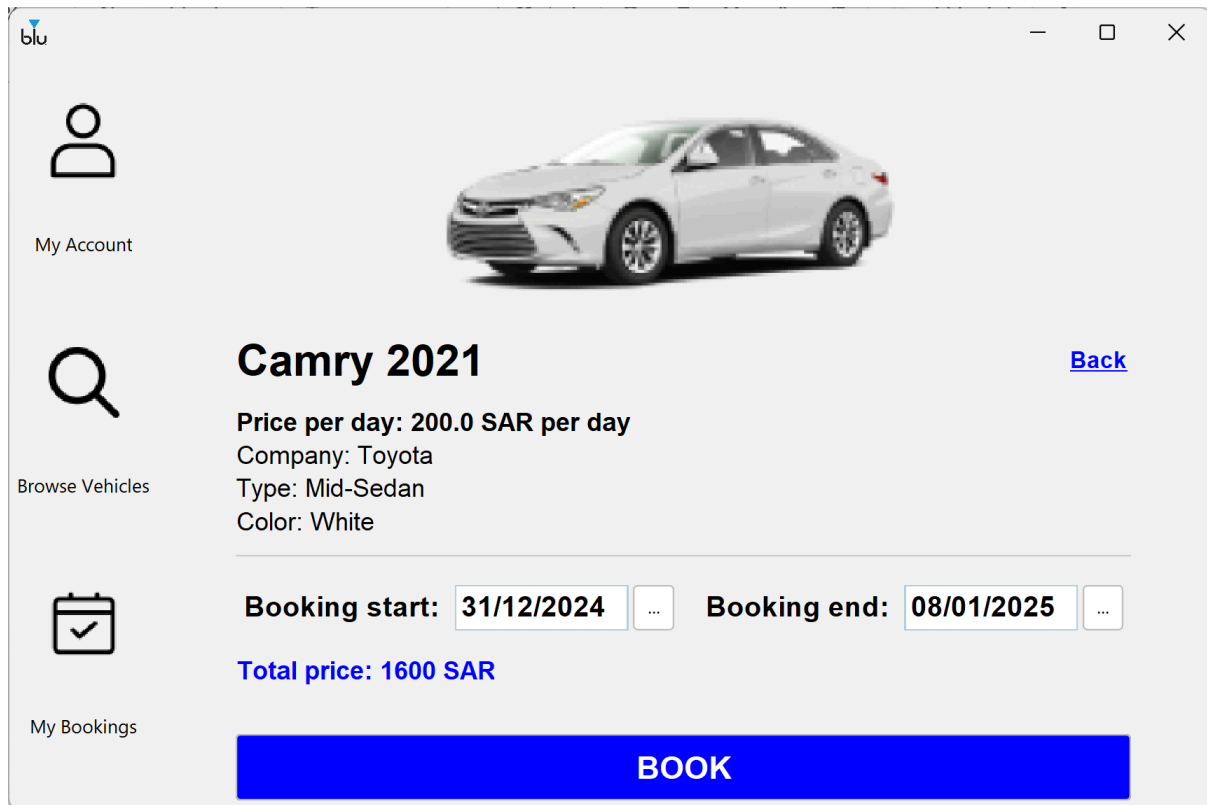 blu
My Account
Camry 2021
Back
Price per day: 200.0 SAR per day
Company: Toyota
Browse Vehicles
Type: Mid-Sedan
Color: White
Booking start: 31/12/2024 ... Booking end: 08/01/2025 ...
Total price: 1600 SAR
My Bookings
BOOK